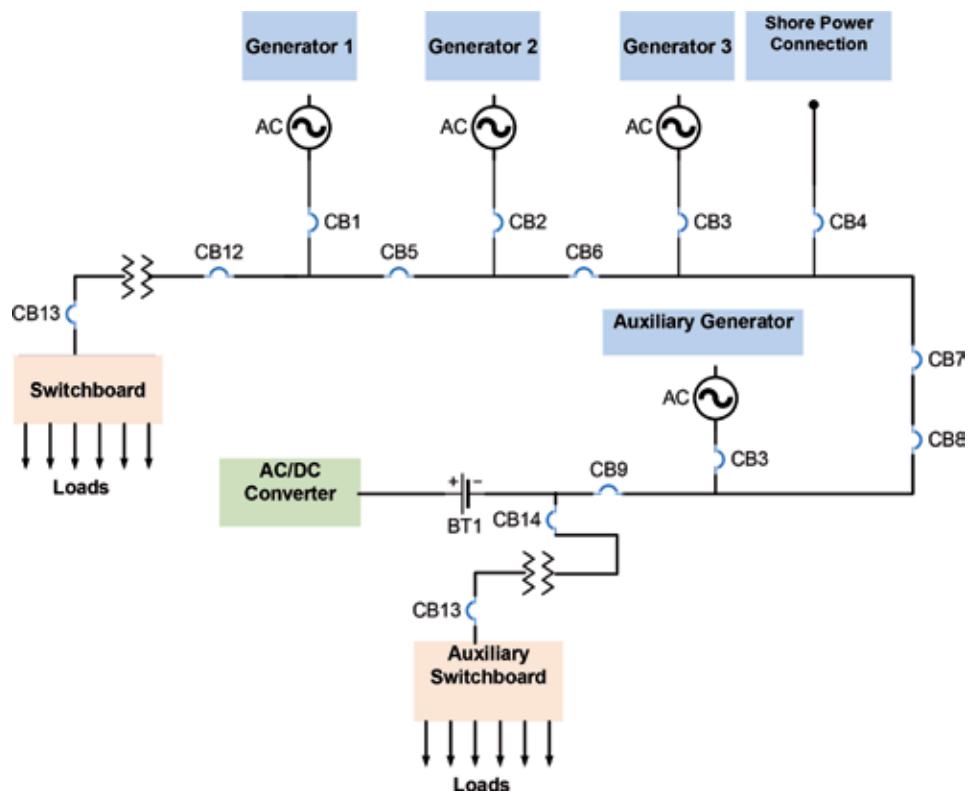 Generator 1
Generator 2
Generator 3
Shore Power
Connection
AC
AC
AC
CB1
CB2
CB3
CB4
CB12
CB5
CB6
CB13
Auxiliary Generator
CB7
Switchboard
AC
CB8
Loads
AC/DC
Converter
CB9
CB3
+
−
BT1
CB14
CB13
Auxiliary
Switchboard
Loads